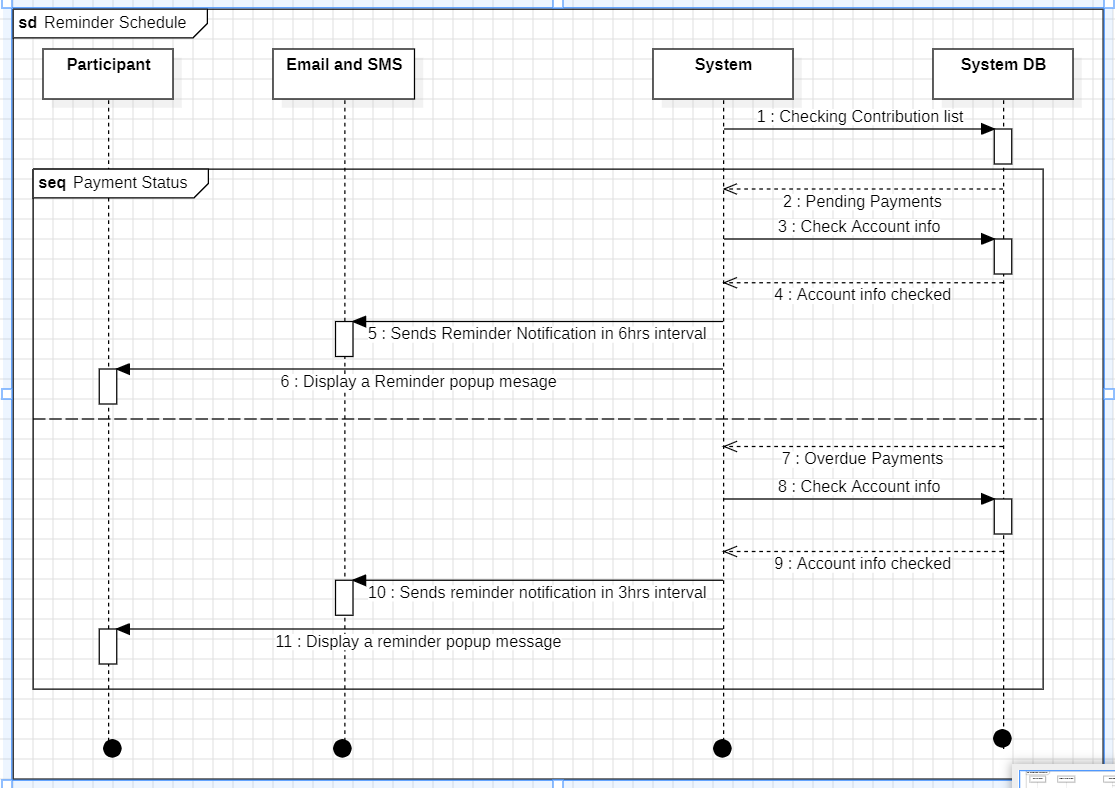 sd Reminder Schedule
Participant
Email and SMS
System
System DB
1 : Checking Contribution list
seq Payment Status
2 : Pending Payments
3 : Check Account info
4 : Account info checked
5 : Sends Reminder Notification in 6hrs interval
6 : Display a Reminder popup mesage
7 : Overdue Payments
8 : Check Account info
9 : Account info checked
10 : Sends reminder notification in 3hrs interval
11 : Display a reminder popup message